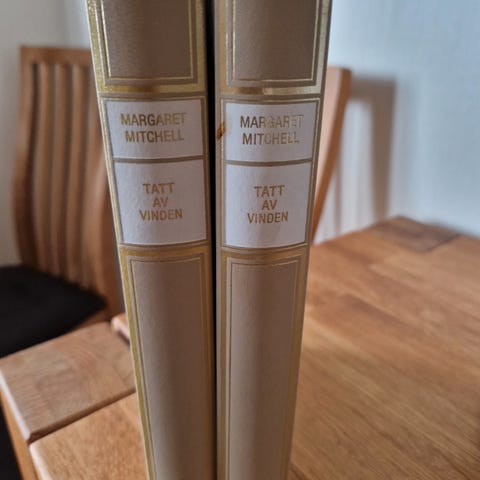 MARGARET
MITCHELL
TATT
AV
VINDEN
MARGARET
MITCHELL
TATT
AV
VINDEN